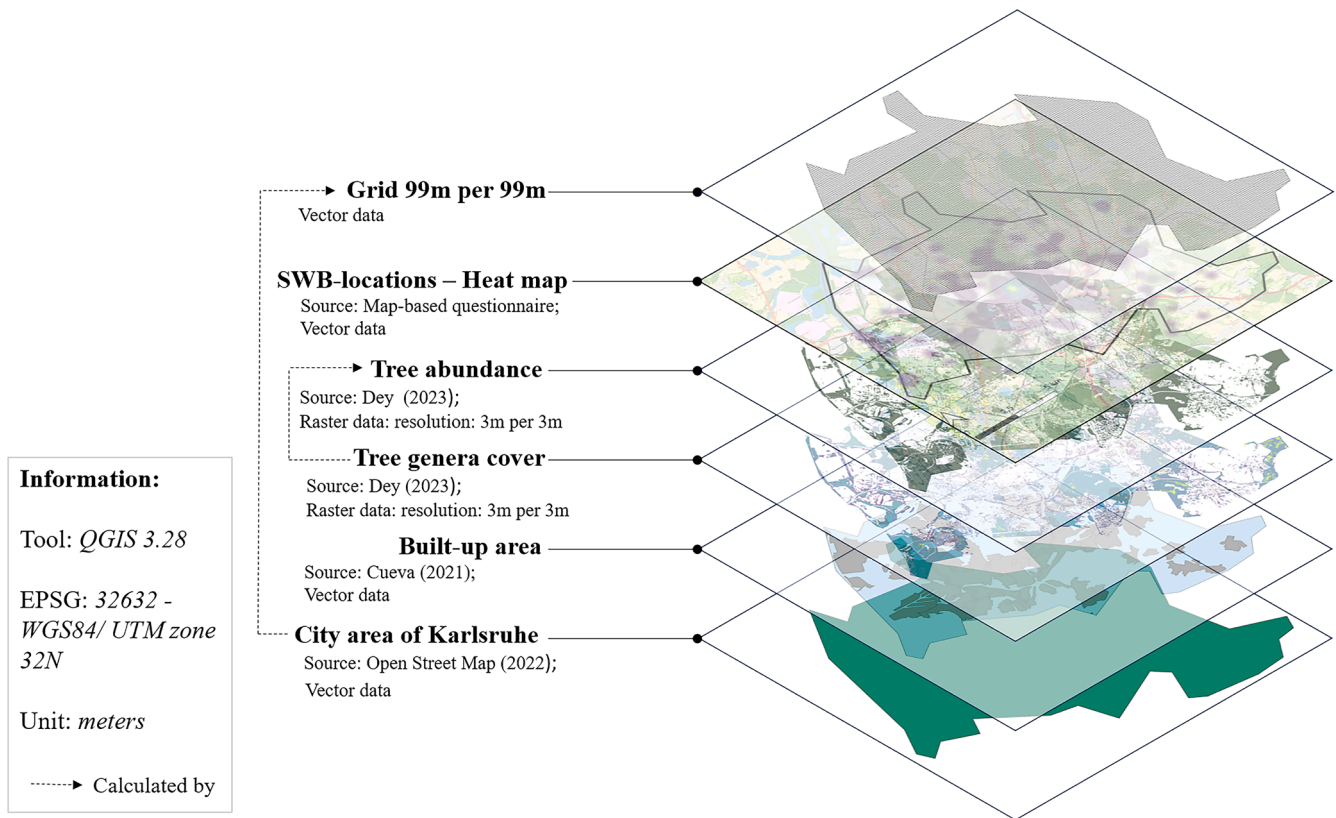 Grid 99m per 99m
Vector data
SWB-locations – Heat map
Source: Map-based questionnaire;
Vector data
Tree abundance
Source: Dey (2023);
Raster data: resolution: 3m per 3m
Tree genera cover
Source: Dey (2023);
Raster data: resolution: 3m per 3m
Built-up area
Source: Cueva (2021);
Vector data
City area of Karlsruhe
Source: Open Street Map (2022);
Vector data
Information:
Tool: QGIS 3.28
EPSG: 32632 -
WGS84/ UTM zone
32N
Unit: meters
Calculated by